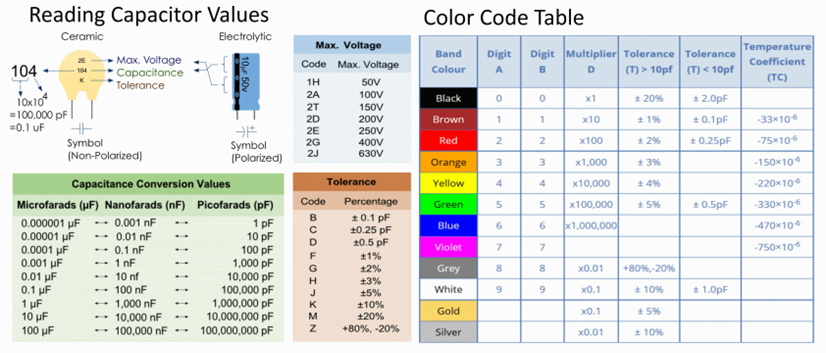 Reading Capacitor Values
Ceramic
Electrolytic
2E
104
K
Max. Voltage
Capacitance
Tolerance
10µF 50V
104
10x10⁴
=100,000 pF
=0.1 uF
Symbol
(Non-Polarized)
+
Symbol
(Polarized)
Max. Voltage
Code Max. Voltage
1H 50V
2A 100V
2T 150V
2D 200V
2E 250V
2G 400V
2J 630V
Capacitance Conversion Values
Microfarads (µF) Nanofarads (nF) Picofarads (pF)
0.000001 µF ↔ 0.001 nF ↔ 1 pF
0.00001 µF ↔ 0.01 nF ↔ 10 pF
0.0001 µF ↔ 0.1 nF ↔ 100 pF
0.001 µF ↔ 1 nF ↔ 1,000 pF
0.01 µF ↔ 10 nf ↔ 10,000 pF
0.1 µF ↔ 100 nF ↔ 100,000 pF
1 µF ↔ 1,000 nF ↔ 1,000,000 pF
10 µF ↔ 10,000 nF ↔ 10,000,000 pF
100 µF ↔ 100,000 nF ↔ 100,000,000 pF
Tolerance
Code Percentage
B ± 0.1 pF
C ±0.25 pF
D ±0.5 pF
F ±1%
G ±2%
H ±3%
J ±5%
K ±10%
M ±20%
Z +80%, -20%
Color Code Table
Band Colour Digit A Digit B Multiplier D Tolerance (T) > 10pf Tolerance (T) < 10pf Temperature Coefficient (TC)
Black 0 0 x1 ± 20% ± 2.0pF
Brown 1 1 x10 ± 1% ± 0.1pF -33×10⁻⁶
Red 2 2 x100 ± 2% ± 0.25pF -75×10⁻⁶
Orange 3 3 x1,000 ± 3% -150×10⁻⁶
Yellow 4 4 x10,000 ± 4% -220×10⁻⁶
Green 5 5 x100,000 ± 5% ± 0.5pF -330×10⁻⁶
Blue 6 6 x1,000,000 -470×10⁻⁶
Violet 7 7 -750×10⁻⁶
Grey 8 8 x0.01 +80%,-20%
White 9 9 x0.1 ± 10% ± 1.0pF
Gold x0.1 ± 5%
Silver x0.01 ± 10%